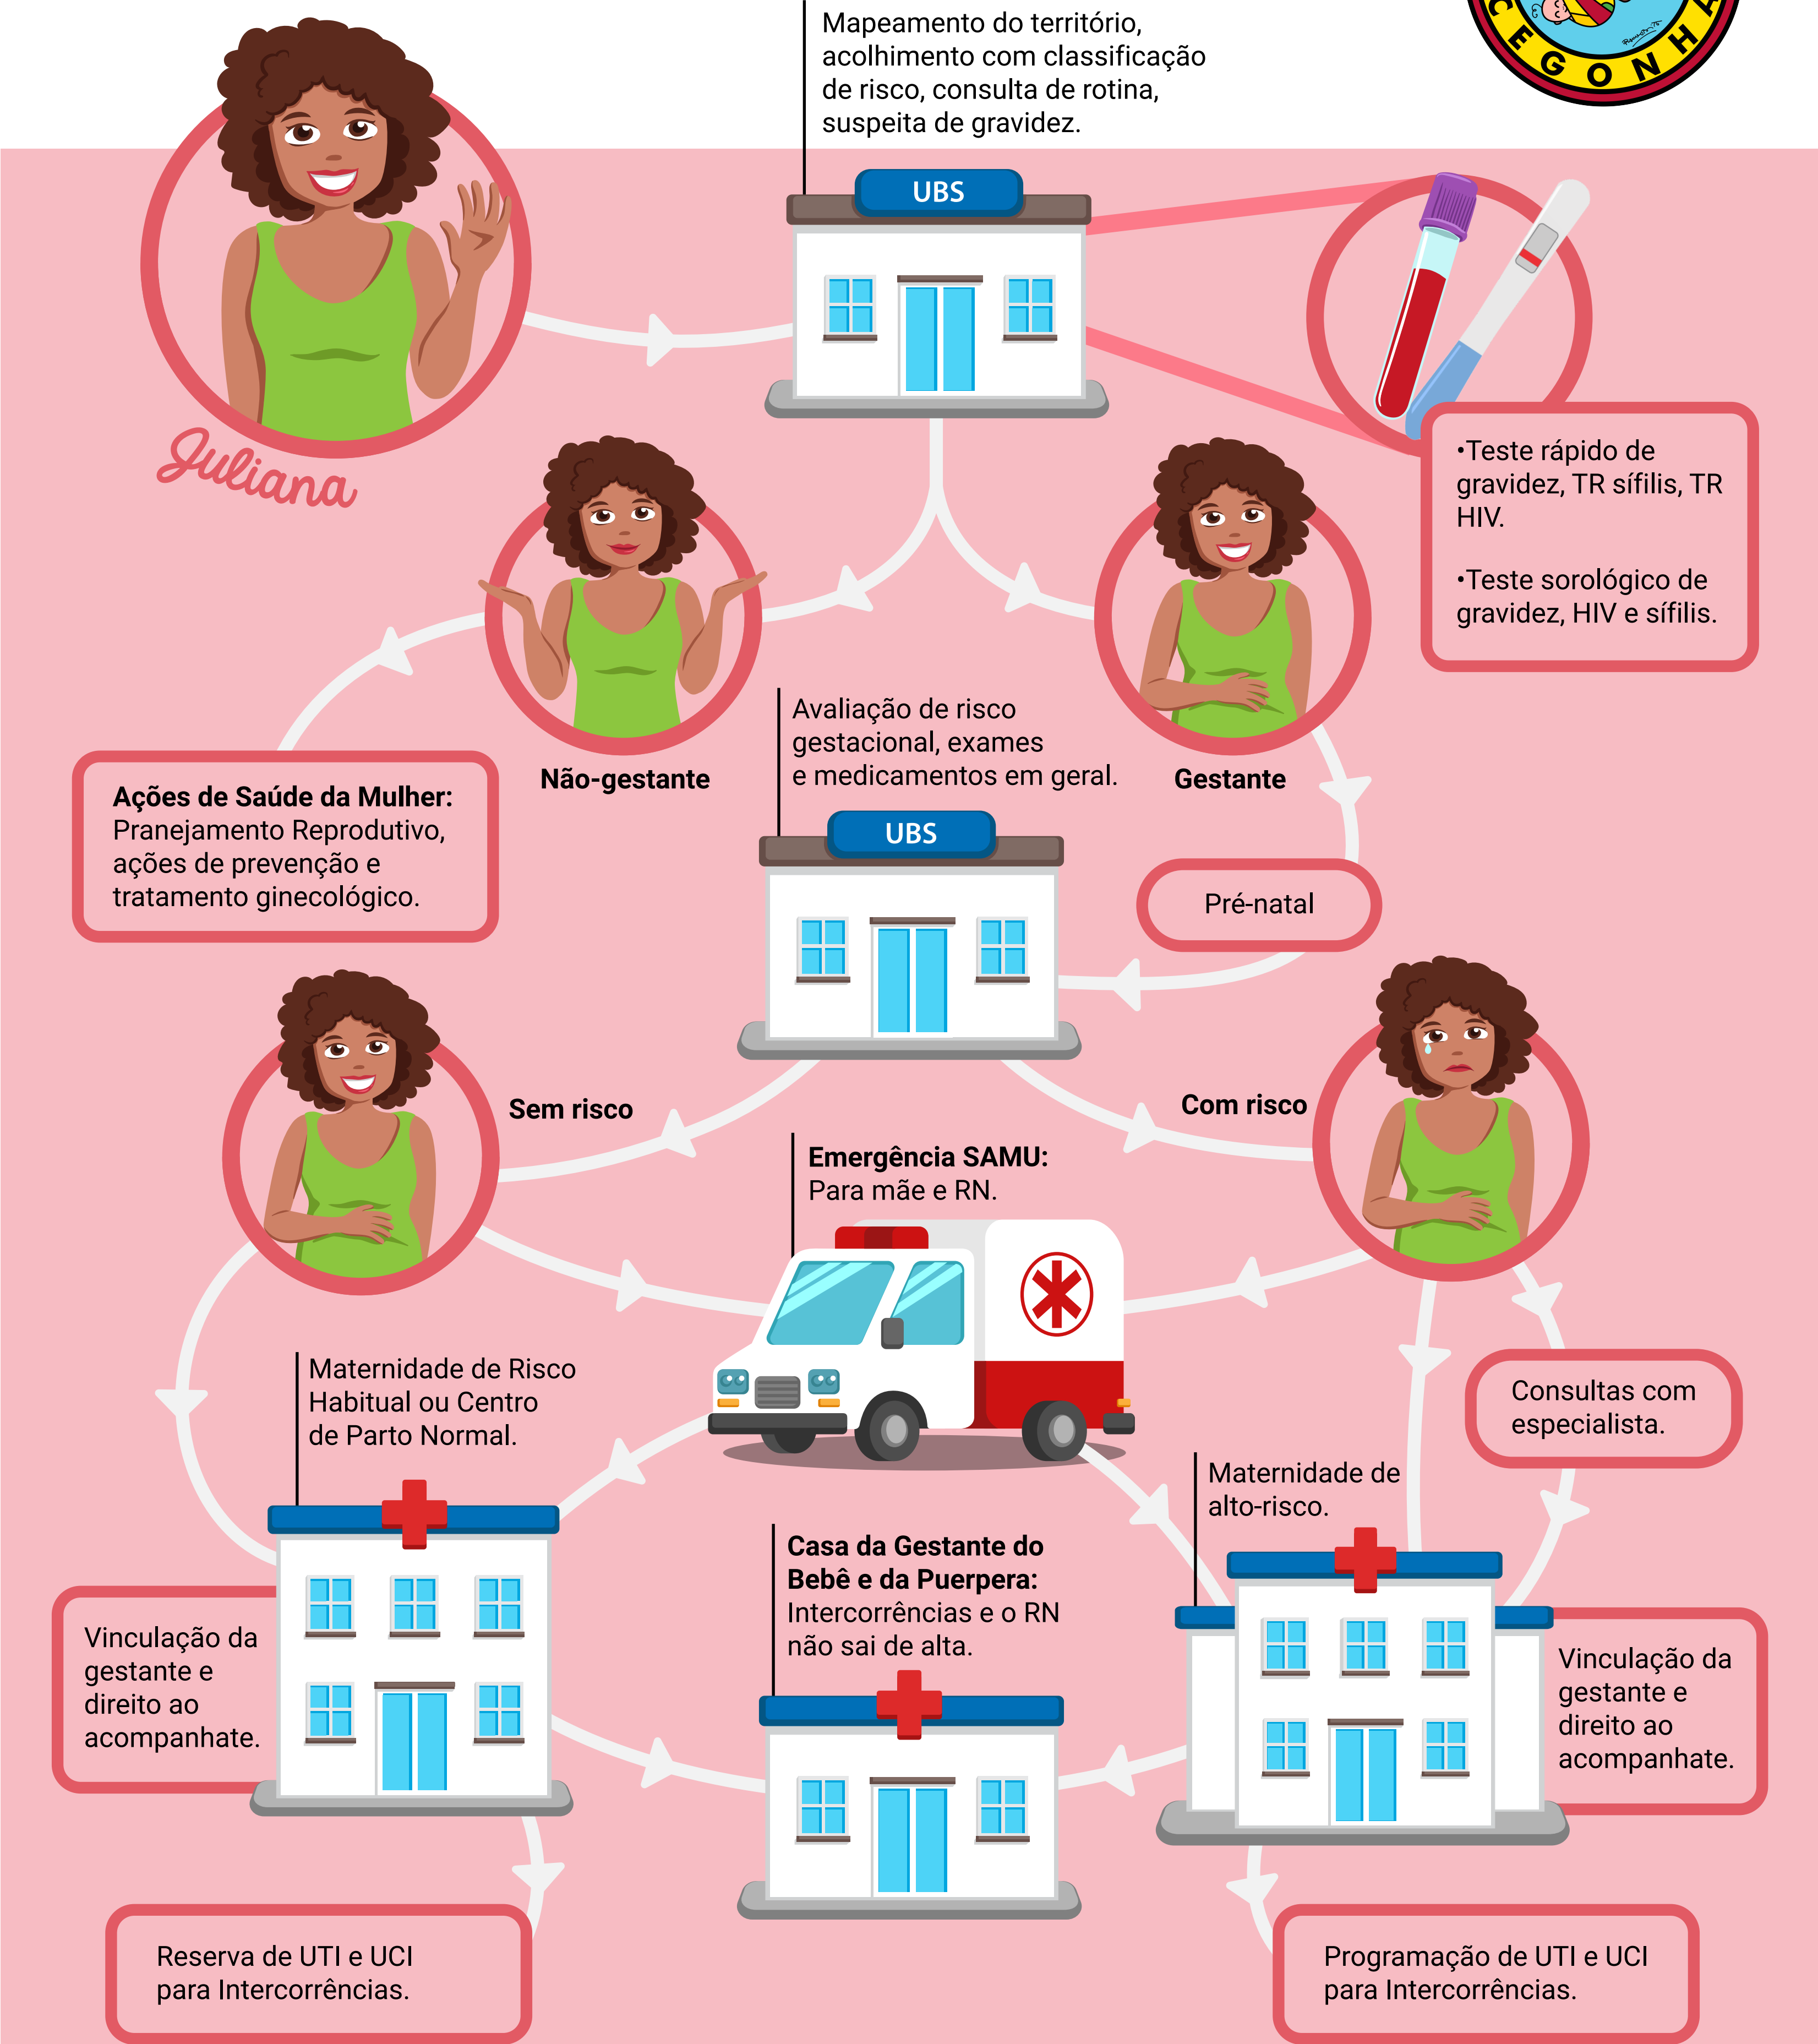 Mapeamento do território,
acolhimento com classificação
de risco, consulta de rotina,
suspeita de gravidez.
CEGONHA
UBS
Juliana
•Teste rápido de
gravidez, TR sífilis, TR
HIV.
•Teste sorológico de
gravidez, HIV e sífilis.
Não-gestante
Gestante
Ações de Saúde da Mulher:
Pranejamento Reprodutivo,
ações de prevenção e
tratamento ginecológico.
Avaliação de risco
gestacional, exames
e medicamentos em geral.
UBS
Pré-natal
Sem risco
Com risco
Emergência SAMU:
Para mãe e RN.
Maternidade de Risco
Habitual ou Centro
de Parto Normal.
Consultas com
especialista.
Maternidade de
alto-risco.
Casa da Gestante do
Bebê e da Puerpera:
Intercorrências e o RN
não sai de alta.
Vinculação da
gestante e
direito ao
acompanhate.
Vinculação da
gestante e
direito ao
acompanhate.
Reserva de UTI e UCI
para Intercorrências.
Programação de UTI e UCI
para Intercorrências.